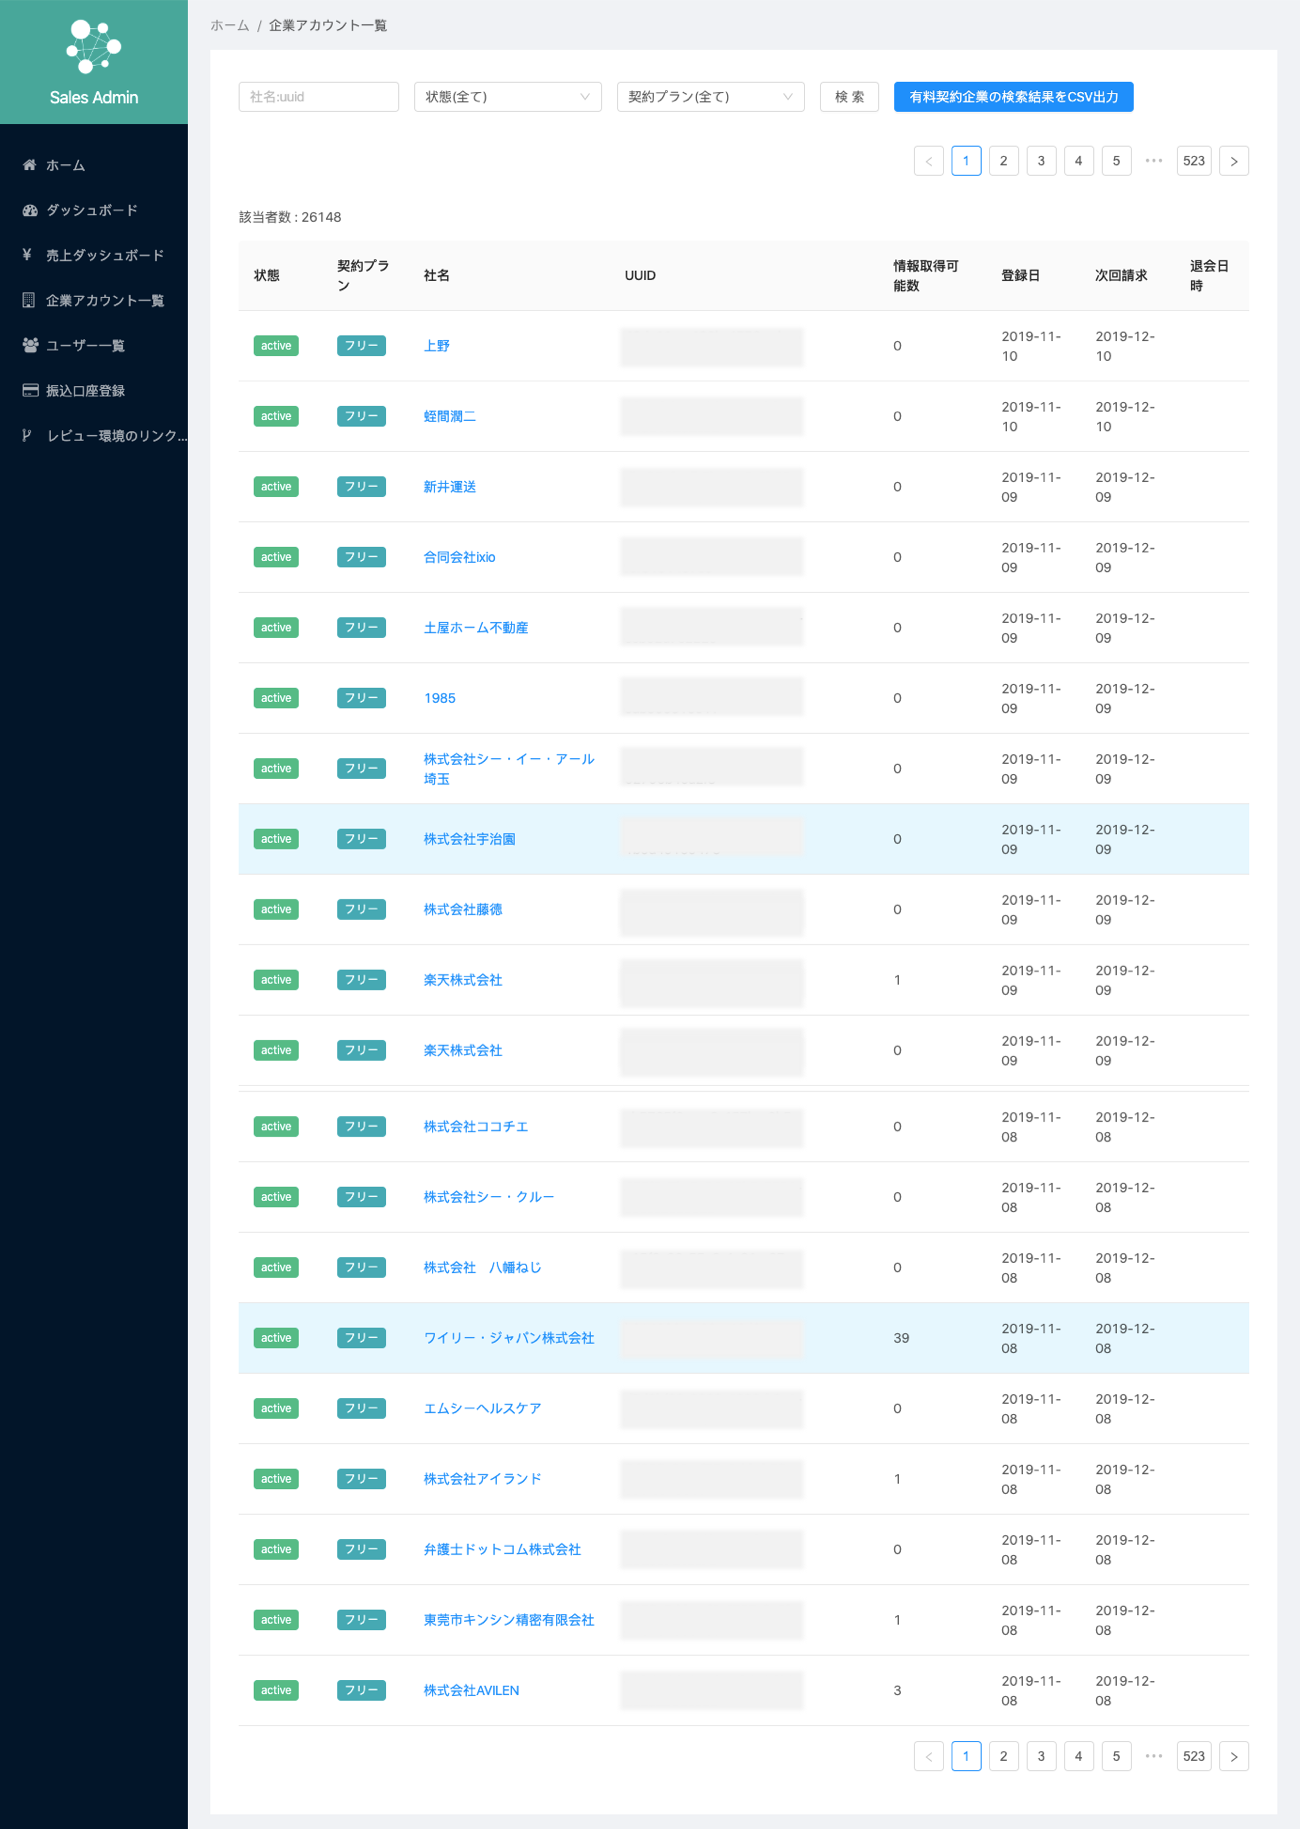 Sales Admin
ホーム
ダッシュボード
¥ 売上ダッシュボード
企業アカウント一覧
ユーザー一覧
振込口座登録
レビュー環境のリンク...
ホーム / 企業アカウント一覧
社名:uuid 状態(全て) 契約プラン(全て) 検 索 有料契約企業の検索結果をCSV出力
< 1 2 3 4 5 ••• 523 >
該当者数 : 26148
状態 契約プラン 社名 UUID 情報取得可能数 登録日 次回請求 退会日時
active フリー 上野 0 2019-11-10 2019-12-10
active フリー 蛭間潤二 0 2019-11-10 2019-12-10
active フリー 新井運送 0 2019-11-09 2019-12-09
active フリー 合同会社ixio 0 2019-11-09 2019-12-09
active フリー 土屋ホーム不動産 0 2019-11-09 2019-12-09
active フリー 1985 0 2019-11-09 2019-12-09
active フリー 株式会社シー・イー・アール埼玉 0 2019-11-09 2019-12-09
active フリー 株式会社宇治園 0 2019-11-09 2019-12-09
active フリー 株式会社藤徳 0 2019-11-09 2019-12-09
active フリー 楽天株式会社 1 2019-11-09 2019-12-09
active フリー 楽天株式会社 0 2019-11-09 2019-12-09
active フリー 株式会社ココチエ 0 2019-11-08 2019-12-08
active フリー 株式会社シー・クルー 0 2019-11-08 2019-12-08
active フリー 株式会社　八幡ねじ 0 2019-11-08 2019-12-08
active フリー ワイリー・ジャパン株式会社 39 2019-11-08 2019-12-08
active フリー エムシーヘルスケア 0 2019-11-08 2019-12-08
active フリー 株式会社アイランド 1 2019-11-08 2019-12-08
active フリー 弁護士ドットコム株式会社 0 2019-11-08 2019-12-08
active フリー 東莞市キンシン精密有限会社 1 2019-11-08 2019-12-08
active フリー 株式会社AVILEN 3 2019-11-08 2019-12-08
< 1 2 3 4 5 ••• 523 >